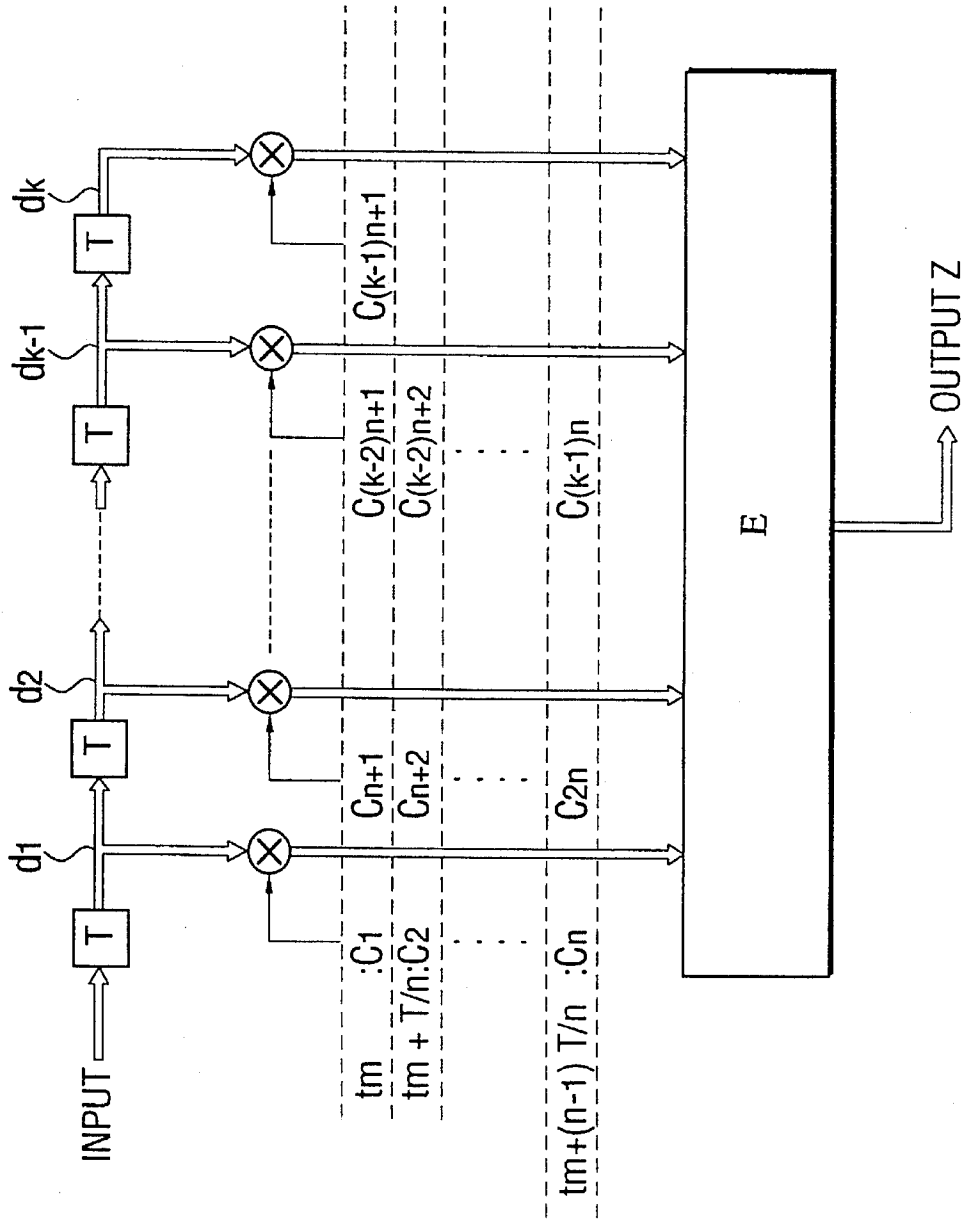 d1 d2 dk-1 dk
INPUT T T T T
tm :C1 Cn+1 C(k-2)n+1 C(k-1)n+1
tm + T/n:C2 Cn+2 C(k-2)n+2
tm+(n-1) T/n :Cn C2n C(k-1)n
E
OUTPUT Z